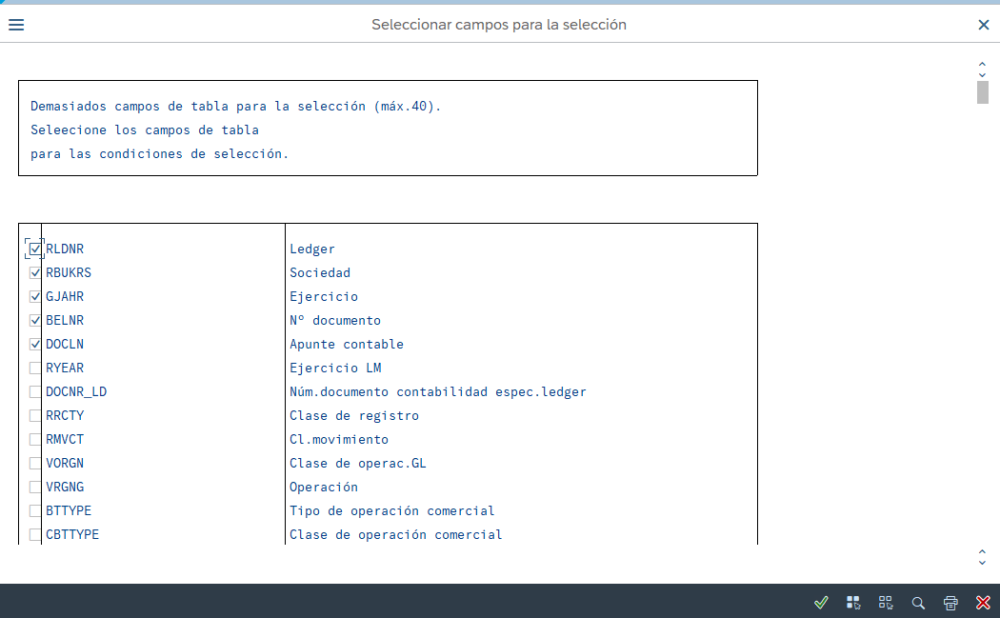 Seleccionar campos para la selección
Demasiados campos de tabla para la selección (máx.40).
Seleecione los campos de tabla
para las condiciones de selección.
RLDNR Ledger
RBUKRS Sociedad
GJAHR Ejercicio
BELNR Nº documento
DOCLN Apunte contable
RYEAR Ejercicio LM
DOCNR_LD Núm.documento contabilidad espec.ledger
RRCTY Clase de registro
RMVCT Cl.movimiento
VORGN Clase de operac.GL
VRGNG Operación
BTTYPE Tipo de operación comercial
CBTTYPE Clase de operación comercial